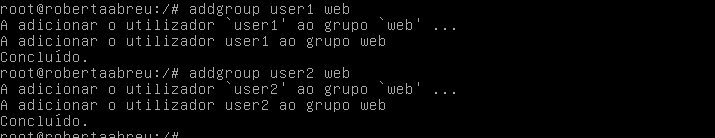 root@robertaabreu:/# addgroup user1 web
A adicionar o utilizador `user1' ao grupo `web' ...
A adicionar o utilizador user1 ao grupo web
Concluído.
root@robertaabreu:/# addgroup user2 web
A adicionar o utilizador `user2' ao grupo `web' ...
A adicionar o utilizador user2 ao grupo web
Concluído.
root@robertaabreu:/#